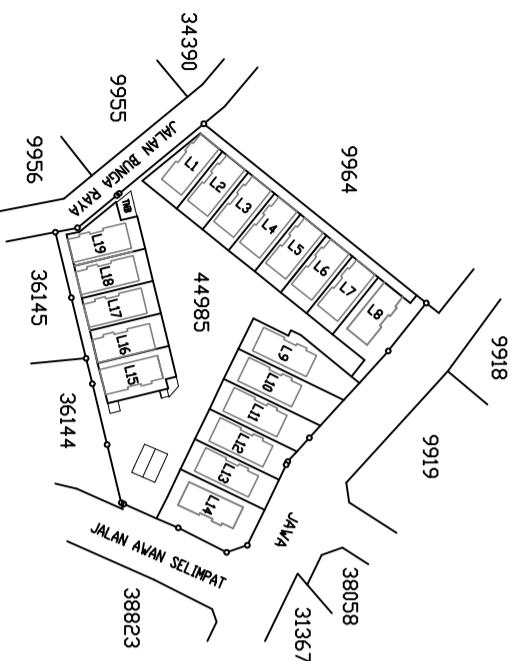 34390
9955
9956
JALAN BUNGA RAYA
9964
L1
L2
L3
L4
L5
L6
L7
L8
TNB
L19
L18
L17
L16
L15
44985
36145
36144
L9
L10
L11
L12
L13
L14
9918
9919
JAWA
JALAN AWAN SELIMPAT
38058
31367
38823